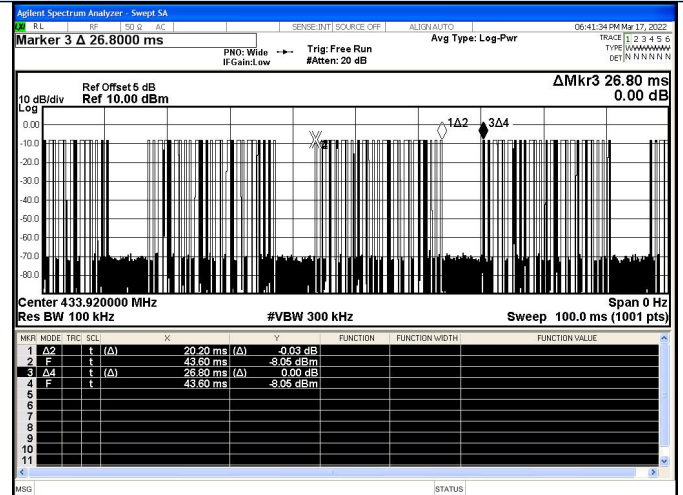 Agilent Spectrum Analyzer - Swept SA
RL RF 50 Ω AC SENSE:INT SOURCE OFF ALIGN AUTO 06:41:34 PM Mar 17, 2022
Marker 3 Δ 26.8000 ms
PNO: Wide
IFGain:Low
Trig: Free Run
#Atten: 20 dB
Avg Type: Log-Pwr
TRACE 1 2 3 4 5 6
TYPE
DET N N N N N N
ΔMkr3 26.80 ms
0.00 dB
Ref Offset 5 dB
10 dB/div Ref 10.00 dBm
Log
0.00
-10.0
-20.0
-30.0
-40.0
-50.0
-60.0
-70.0
-80.0
1Δ2
3Δ4
Center 433.920000 MHz Span 0 Hz
Res BW 100 kHz #VBW 300 kHz Sweep 100.0 ms (1001 pts)
MKR MODE TRC SCL X Y FUNCTION FUNCTION WIDTH FUNCTION VALUE
1 Δ2 t (Δ) 20.20 ms (Δ) -0.03 dB
2 F t 43.60 ms -8.05 dBm
3 Δ4 t (Δ) 26.80 ms (Δ) 0.00 dB
4 F t 43.60 ms -8.05 dBm
5
6
7
8
9
10
11
MSG STATUS